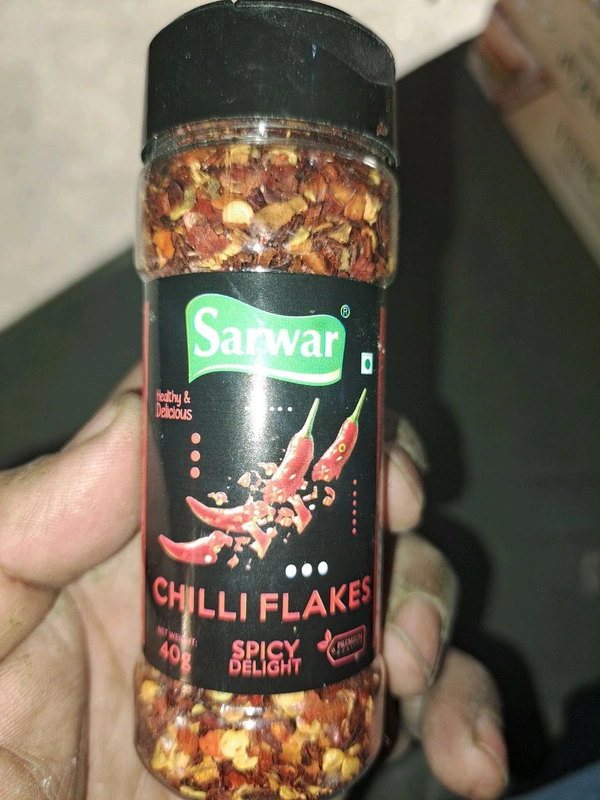 Sarwar®
Healthy &
Delicious
CHILLI FLAKES
NET WEIGHT:
40g
SPICY
DELIGHT
PREMIUM